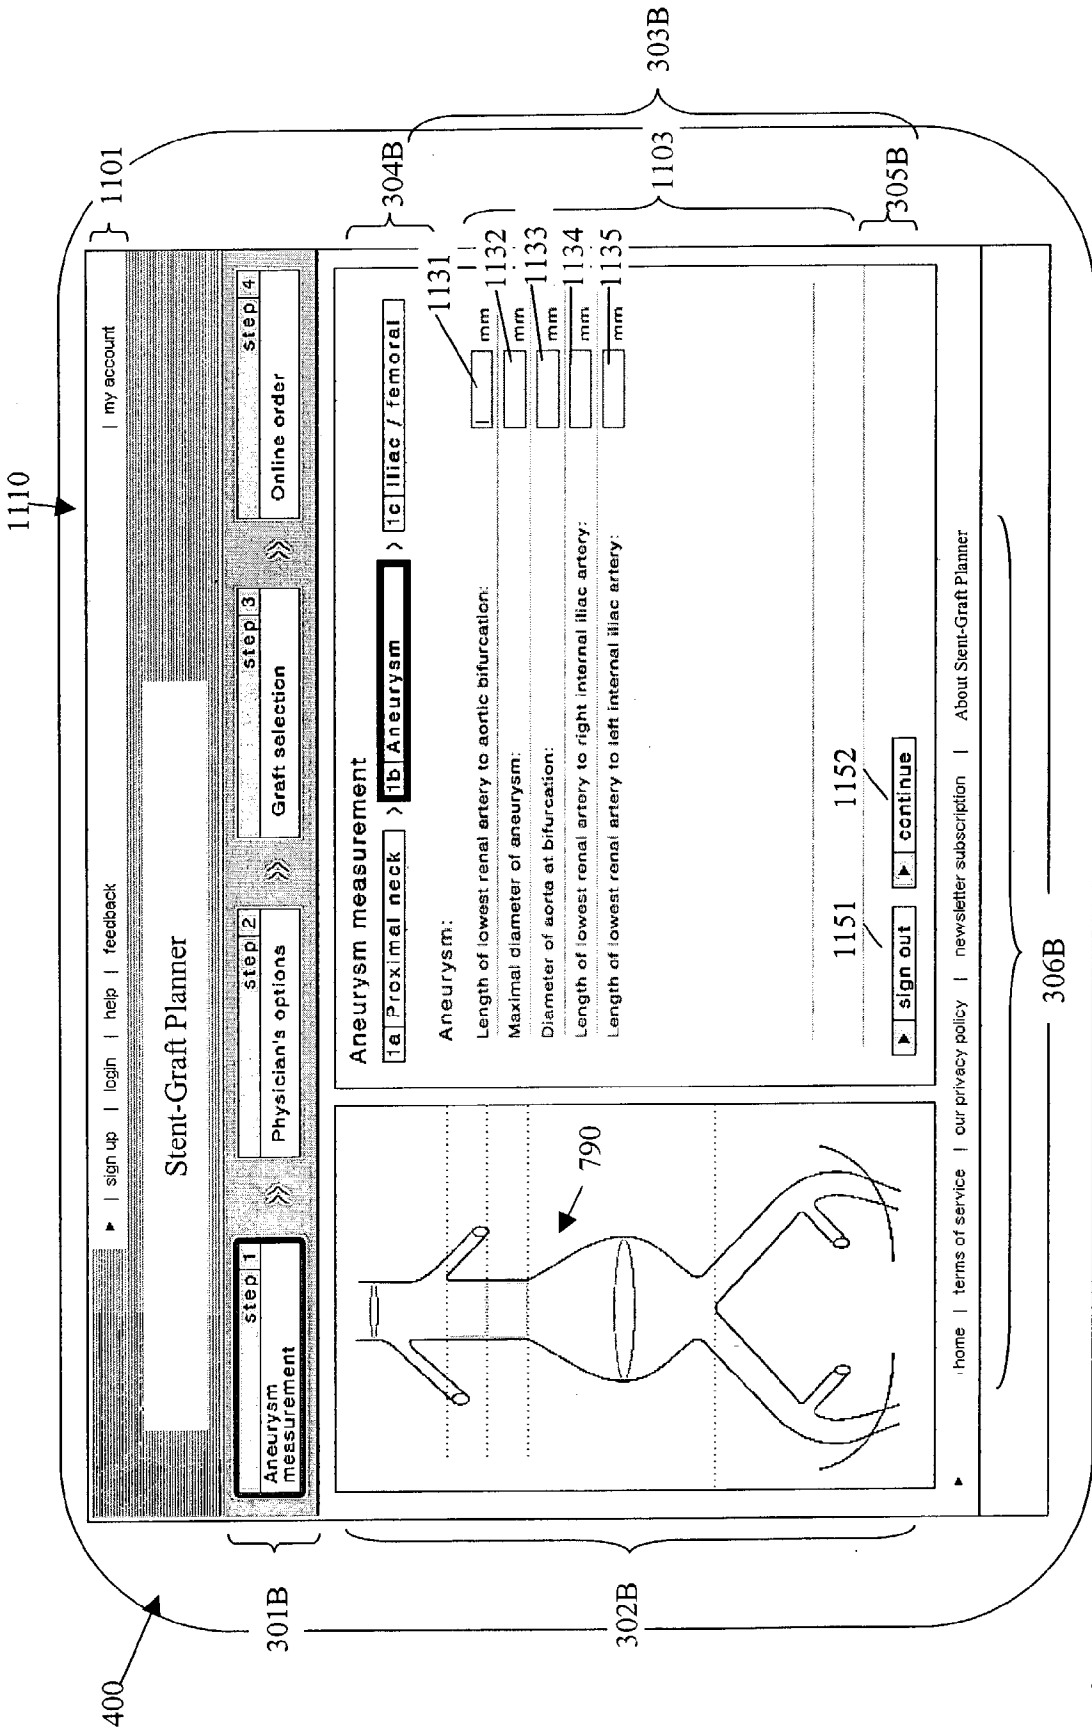 1110
1101
▶ | sign up | login | help | feedback
| my account
Stent-Graft Planner
400
301B
step 1
Aneurysm
measurement
step 2
Physician's options
step 3
Graft selection
step 4
Online order
304B
303B
302B
Aneurysm measurement
1a Proximal neck > 1b Aneurysm > 1c Iliac / femoral
1131
Aneurysm:
Length of lowest renal artery to aortic bifurcation: mm
1132
Maximal diameter of aneurysm: mm
1133
Diameter of aorta at bifurcation: mm
1134
Length of lowest renal artery to right internal iliac artery: mm
1135
Length of lowest renal artery to left internal iliac artery: mm
1103
790
1151
1152
305B
▶ sign out ▶ continue
▶ home | terms of service | our privacy policy | newsletter subscription | About Stent-Graft Planner
306B